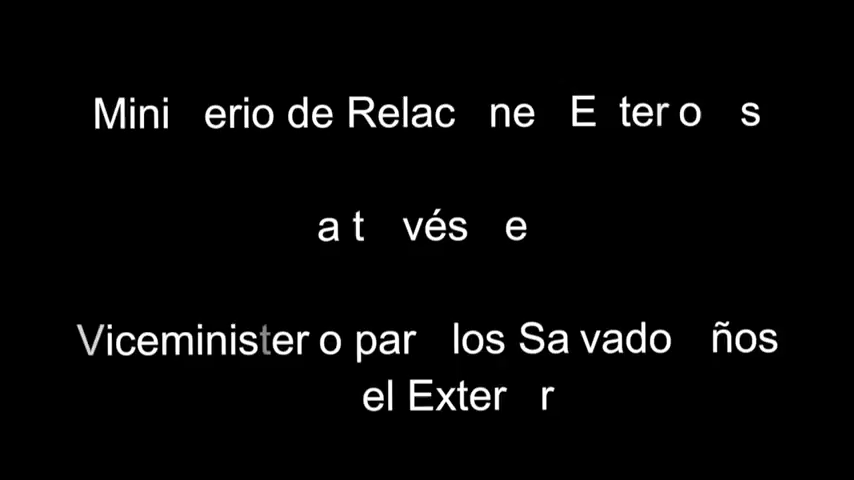 Mini erio de Relac ne E ter o s
a t vés e
Viceminister o par los Sa vado ños
el Exter r